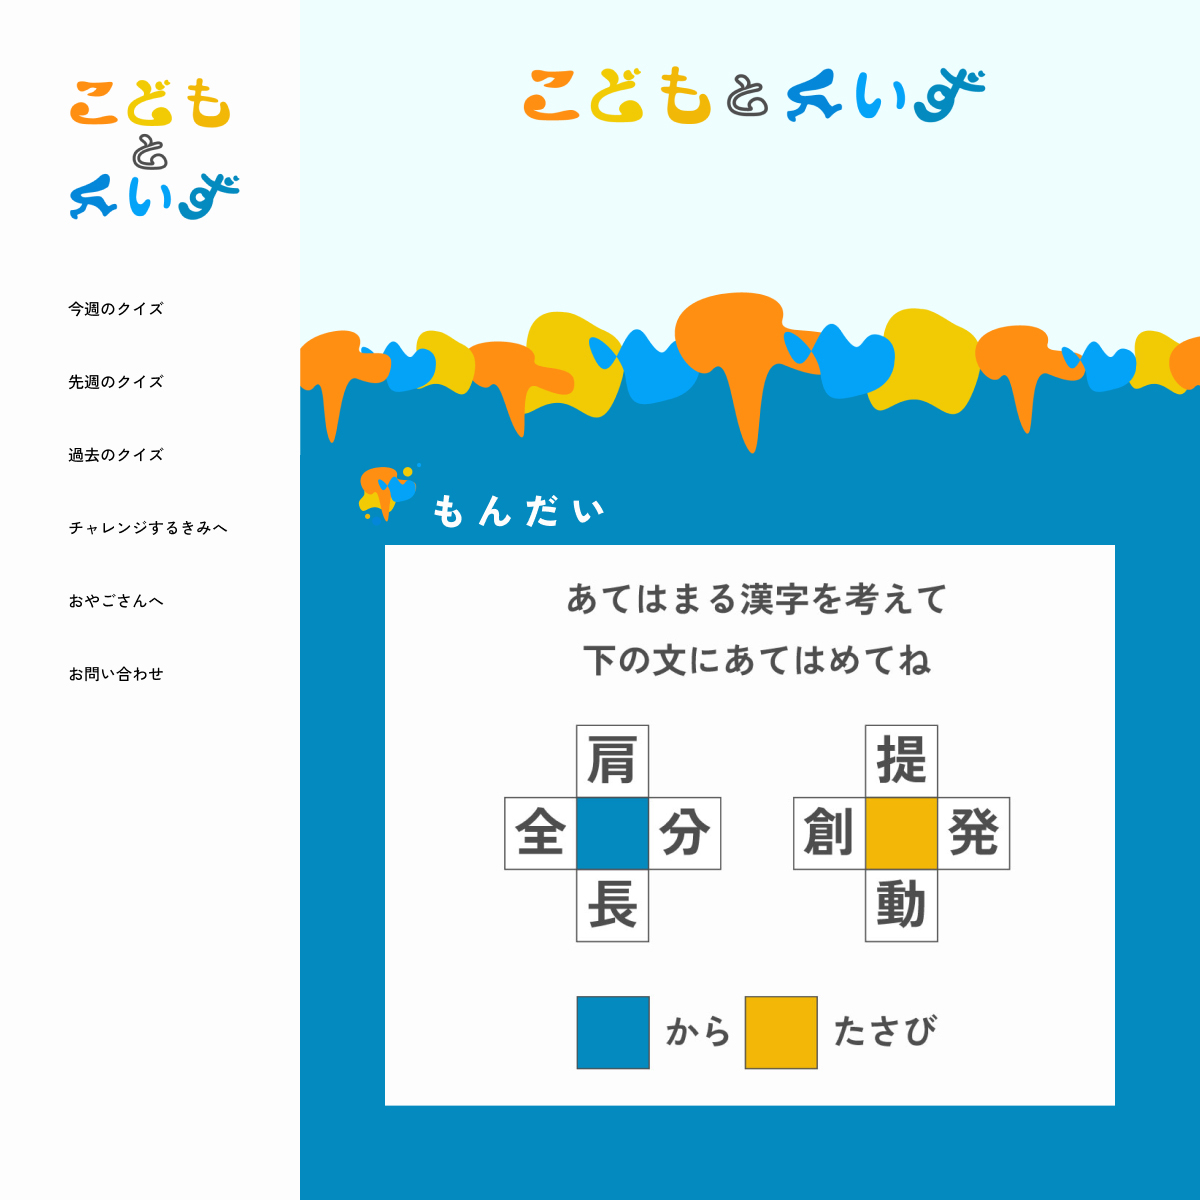 こども
と
くいず
今週のクイズ
先週のクイズ
過去のクイズ
チャレンジするきみへ
おやごさんへ
お問い合わせ
こどもとくいず
もんだい
あてはまる漢字を考えて
下の文にあてはめてね
肩
全 分
長
提
創 発
動
から たさび